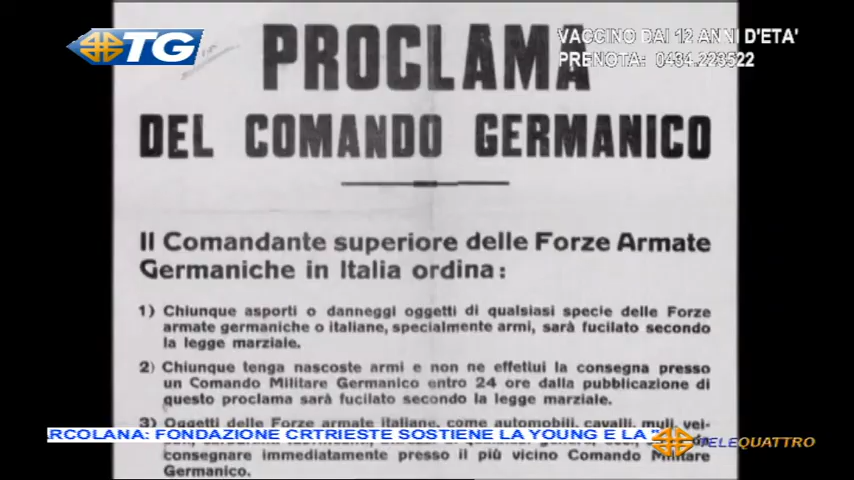 TG
VACCINO DAI 12 ANNI D'ETA'
PRENOTA: 0434.223522
PROCLAMA
DEL COMANDO GERMANICO
Il Comandante superiore delle Forze Armate
Germaniche in Italia ordina :
1) Chiunque asporti o danneggi oggetti di qualsiasi specie delle Forze
armate germaniche o italiane, specialmente armi, sarà fucilato secondo
la legge marziale.
2) Chiunque tenga nascoste armi e non ne effetiui la consegna presso
un Comando Militare Germanico entro 24 ore dalla pubblicazione di
questo proclama sarà fucilato secondo la legge marziale.
3) Oggetti delle Forze armate italiane, come automobili, cavalli, muli, vei-
RCOLANA: FONDAZIONE CRTRIESTE SOSTIENE LA YOUNG E LA "
TELEQUATTRO
consegnare immediatamente presso il più vicino Comando Militare
Germanico.